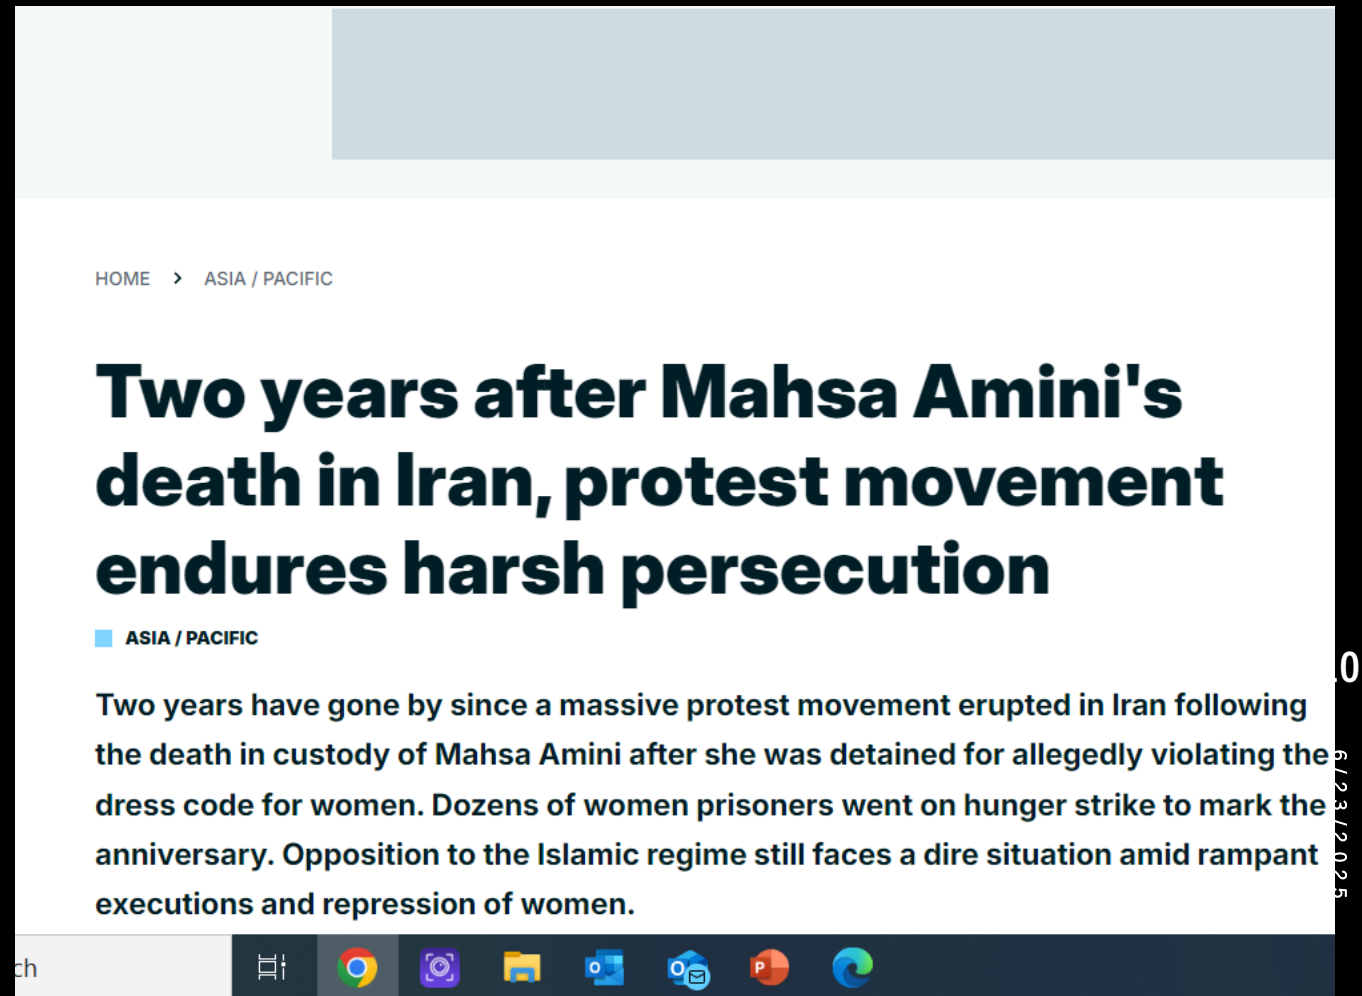 HOME > ASIA / PACIFIC
Two years after Mahsa Amini's
death in Iran, protest movement
endures harsh persecution
ASIA / PACIFIC
Two years have gone by since a massive protest movement erupted in Iran following
the death in custody of Mahsa Amini after she was detained for allegedly violating the
dress code for women. Dozens of women prisoners went on hunger strike to mark the
anniversary. Opposition to the Islamic regime still faces a dire situation amid rampant
executions and repression of women.
6/23/2025